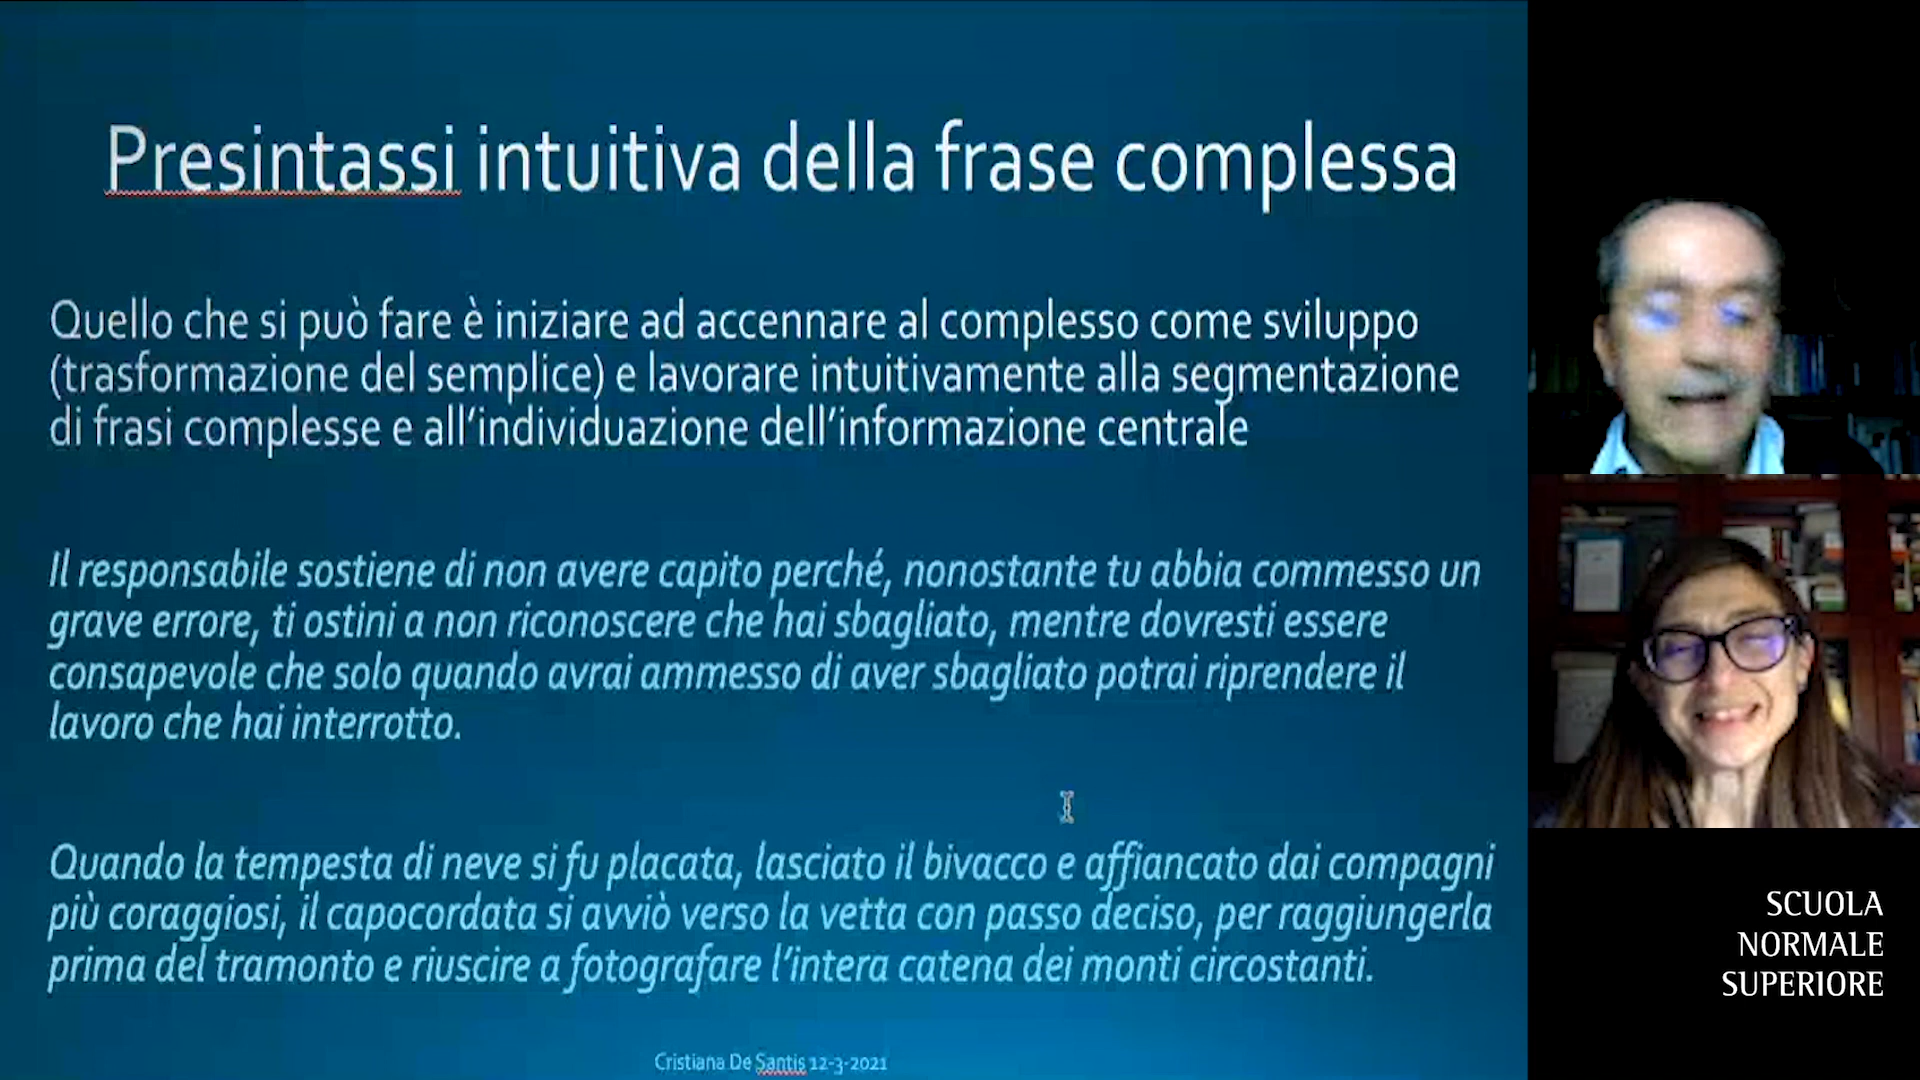 Presintassi intuitiva della frase complessa
Quello che si può fare è iniziare ad accennare al complesso come sviluppo
(trasformazione del semplice) e lavorare intuitivamente alla segmentazione
di frasi complesse e all’individuazione dell’informazione centrale
Il responsabile sostiene di non avere capito perché, nonostante tu abbia commesso un
grave errore, ti ostini a non riconoscere che hai sbagliato, mentre dovresti essere
consapevole che solo quando avrai ammesso di aver sbagliato potrai riprendere il
lavoro che hai interrotto.
Quando la tempesta di neve si fu placata, lasciato il bivacco e affiancato dai compagni
più coraggiosi, il capocordata si avviò verso la vetta con passo deciso, per raggiungerla
prima del tramonto e riuscire a fotografare l’intera catena dei monti circostanti.
Cristiana De Santis 12-3-2021
SCUOLA
NORMALE
SUPERIORE